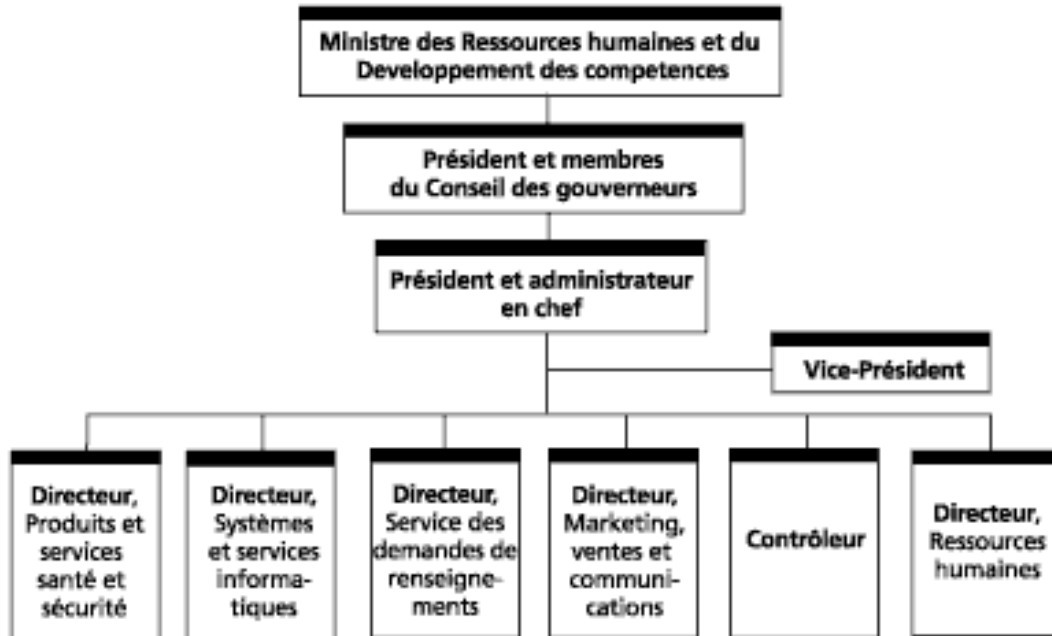 Ministre des Ressources humaines et du
Developpement des competences
Président et membres
du Conseil des gouverneurs
Président et administrateur
en chef
Vice-Président
Directeur,
Produits et
services
santé et
sécurité
Directeur,
Systèmes
et services
informa-
tiques
Directeur,
Service des
demandes de
renseigne-
ments
Directeur,
Marketing,
ventes et
communi-
cations
Contrôleur
Directeur,
Ressources
humaines